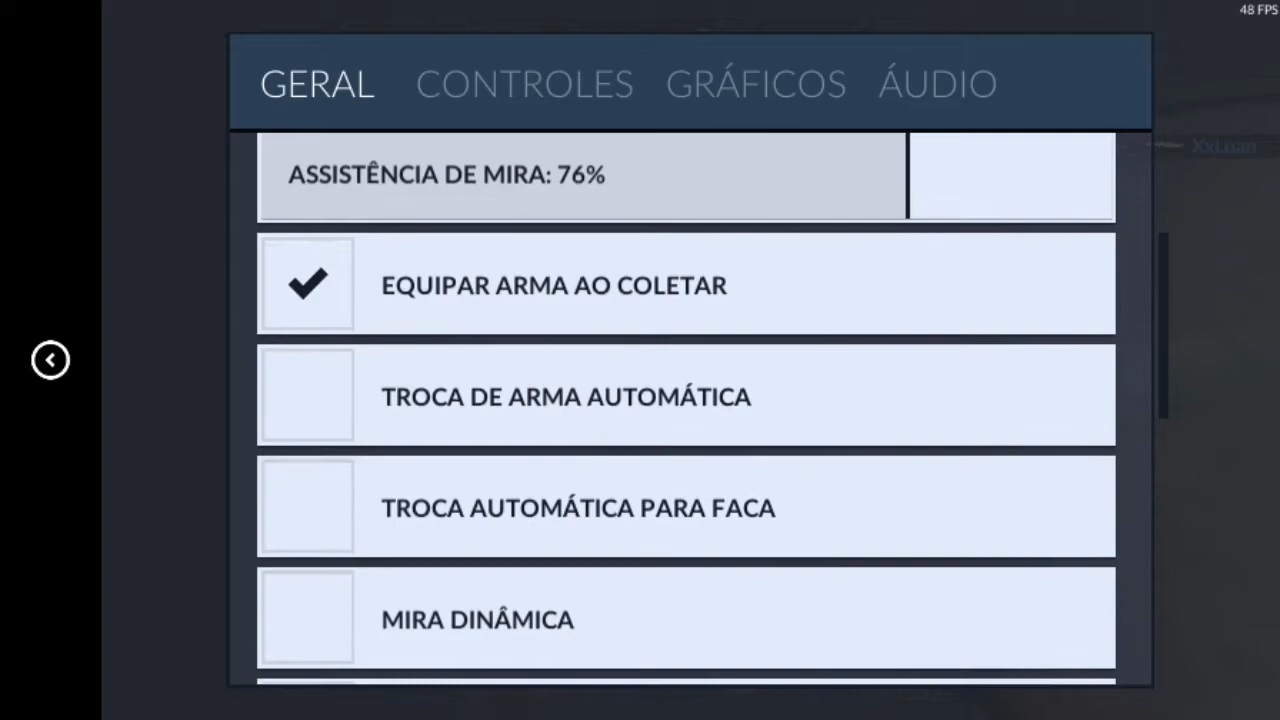 48 FPS
GERAL CONTROLES GRÁFICOS ÁUDIO
ASSISTÊNCIA DE MIRA: 76%
XxLoan
EQUIPAR ARMA AO COLETAR
TROCA DE ARMA AUTOMÁTICA
TROCA AUTOMÁTICA PARA FACA
MIRA DINÂMICA